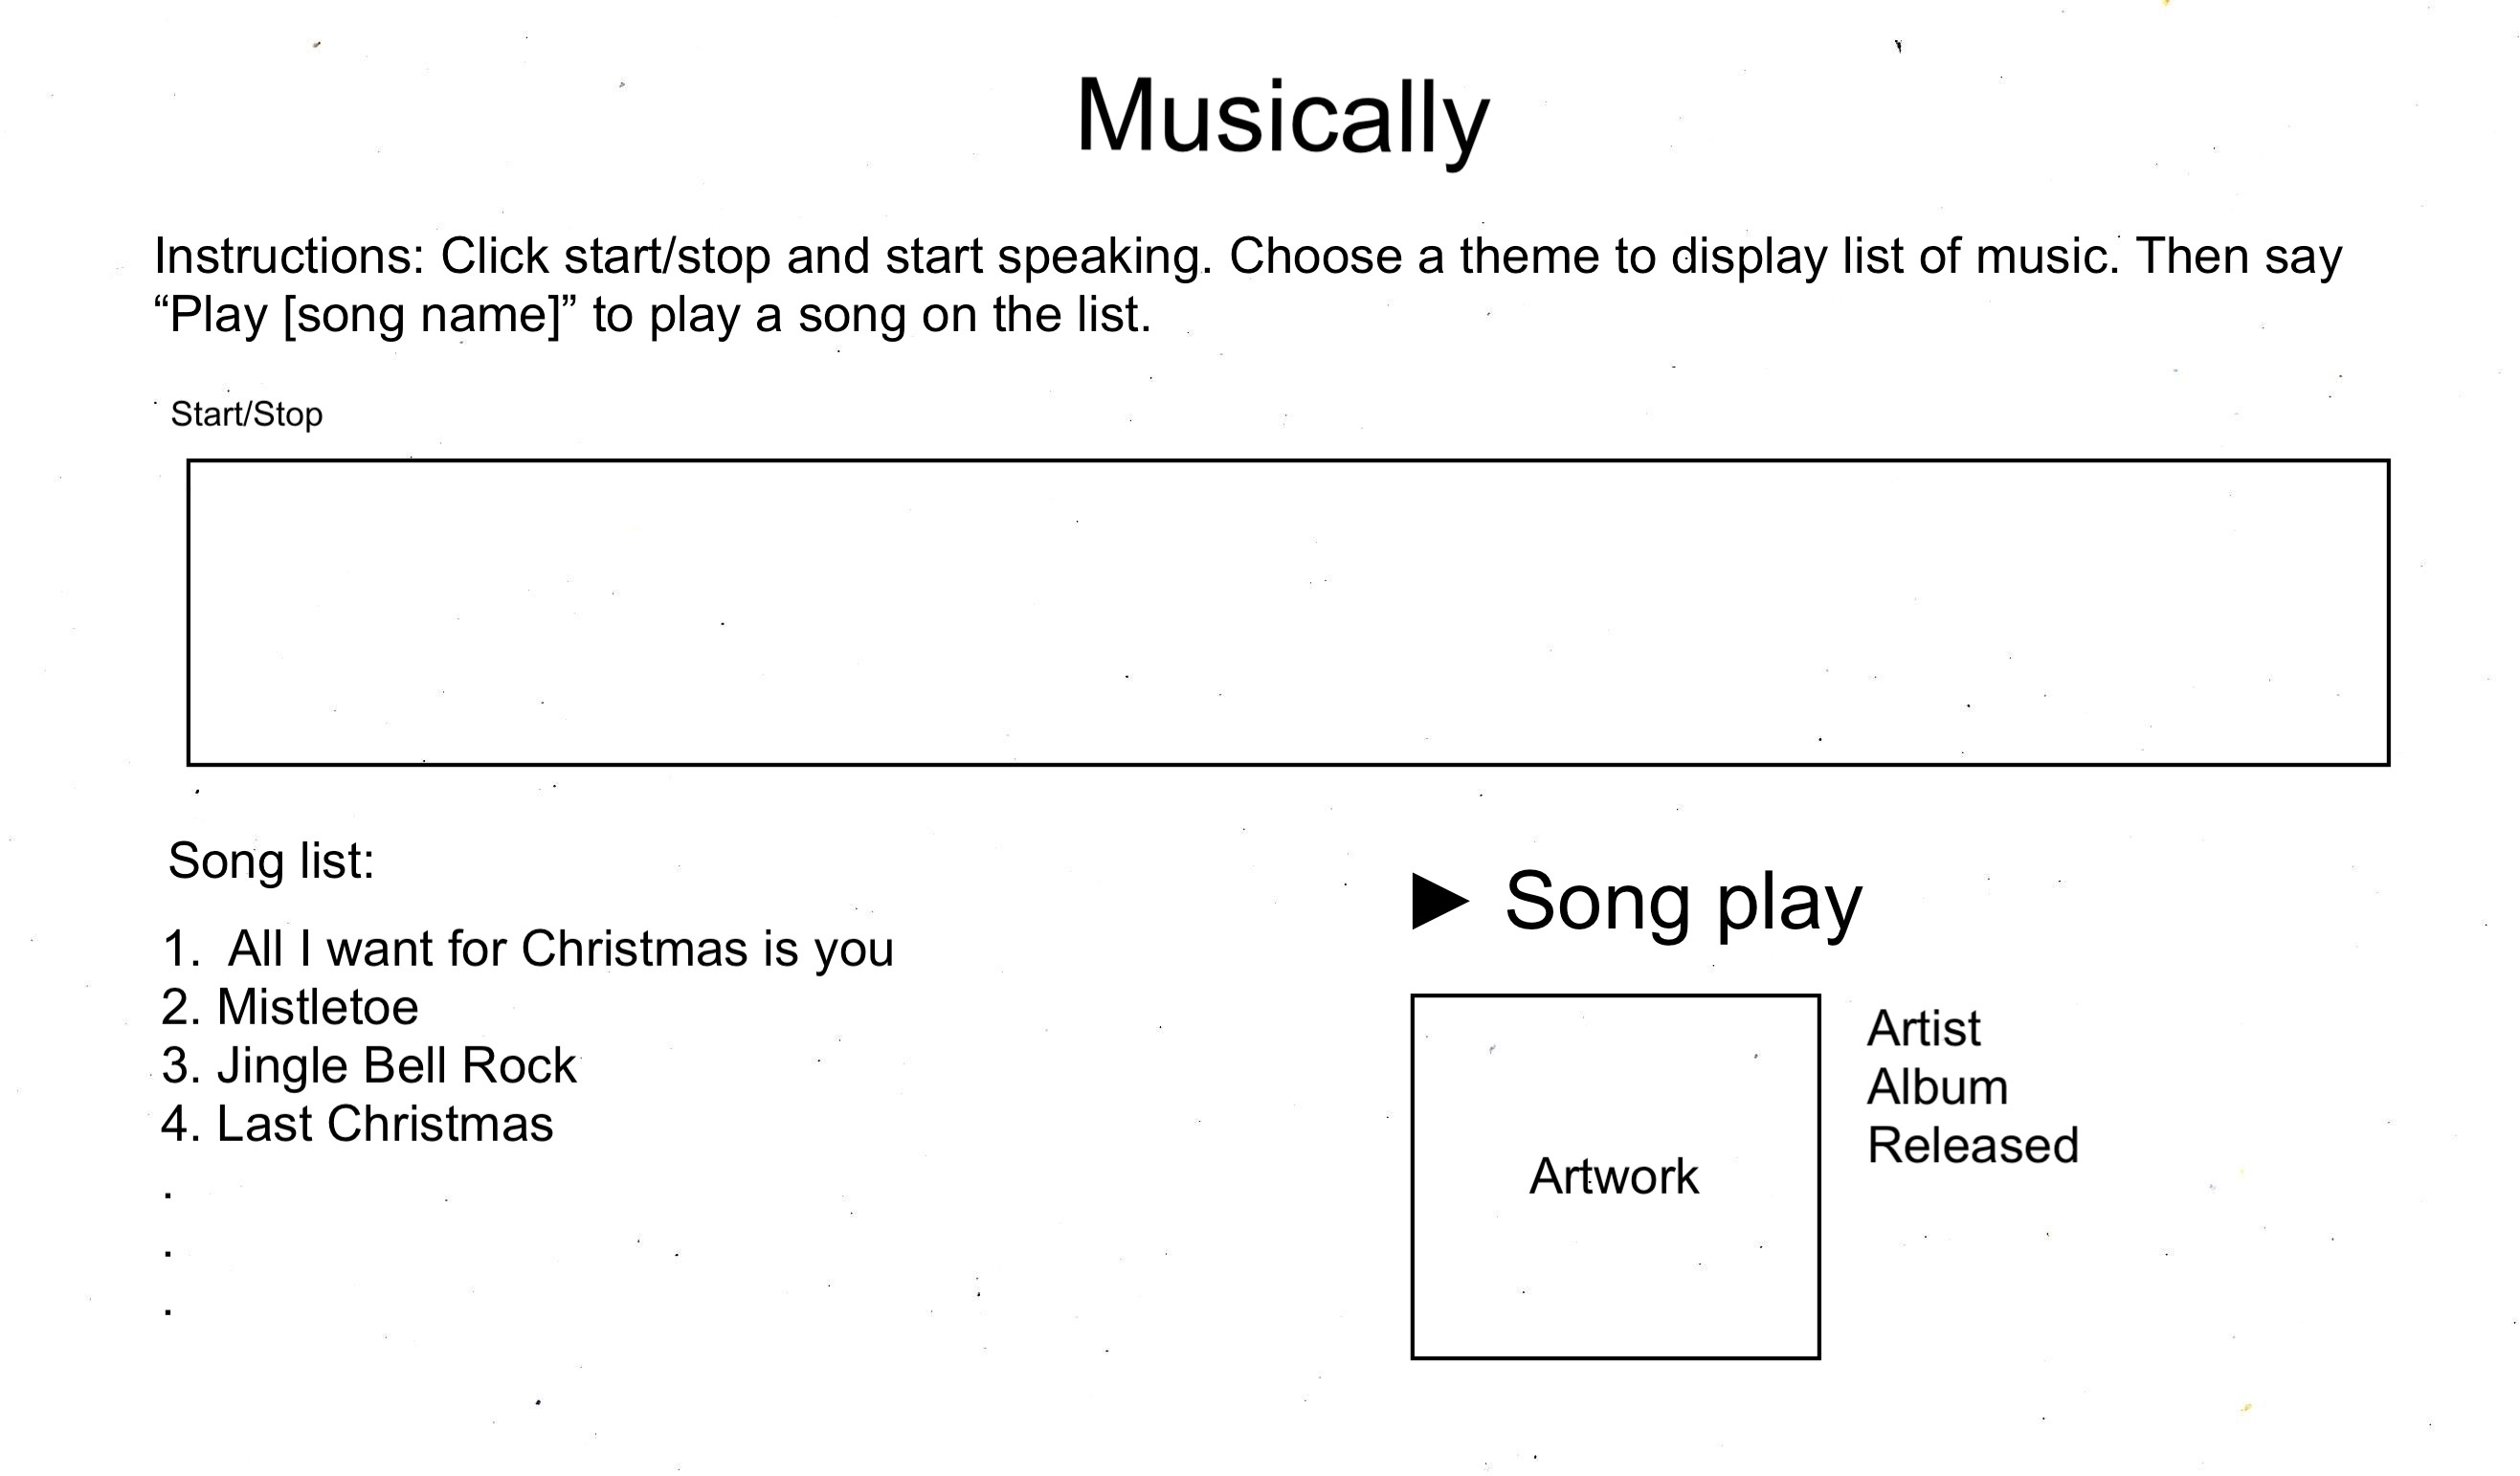 Musically
Instructions: Click start/stop and start speaking. Choose a theme to display list of music. Then say
“Play [song name]” to play a song on the list.
Start/Stop
Song list:
1. All I want for Christmas is you
2. Mistletoe
3. Jingle Bell Rock
4. Last Christmas
.
.
.
▶ Song play
Artwork
Artist
Album
Released